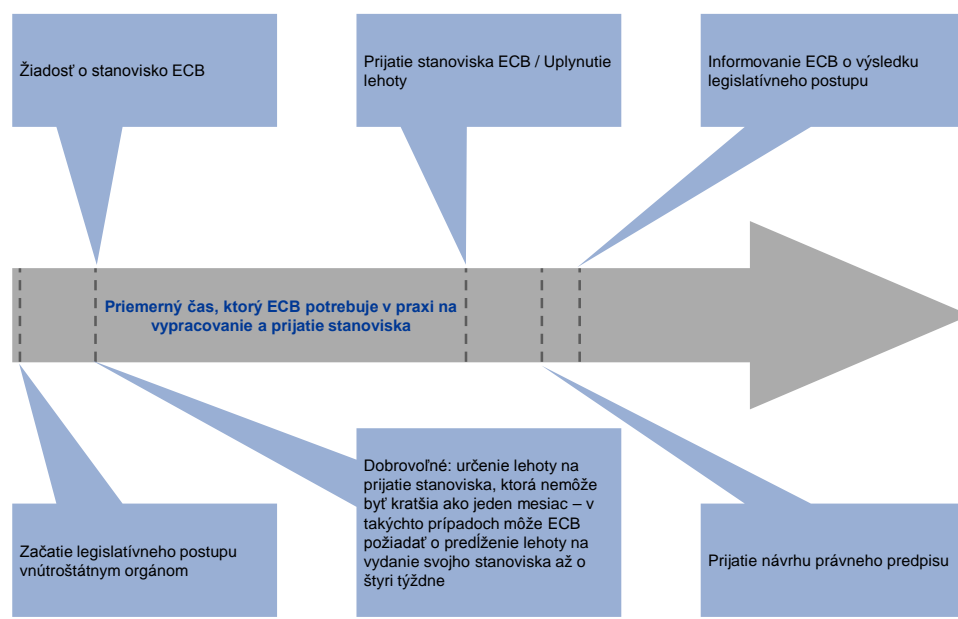 Žiadosť o stanovisko ECB
Prijatie stanoviska ECB / Uplynutie
lehoty
Informovanie ECB o výsledku
legislatívneho postupu
Priemerný čas, ktorý ECB potrebuje v praxi na
vypracovanie a prijatie stanoviska
Začatie legislatívneho postupu
vnútroštátnym orgánom
Dobrovoľné: určenie lehoty na
prijatie stanoviska, ktorá nemôže
byť kratšia ako jeden mesiac – v
takýchto prípadoch môže ECB
požiadať o predĺženie lehoty na
vydanie svojho stanoviska až o
štyri týždne
Prijatie návrhu právneho predpisu